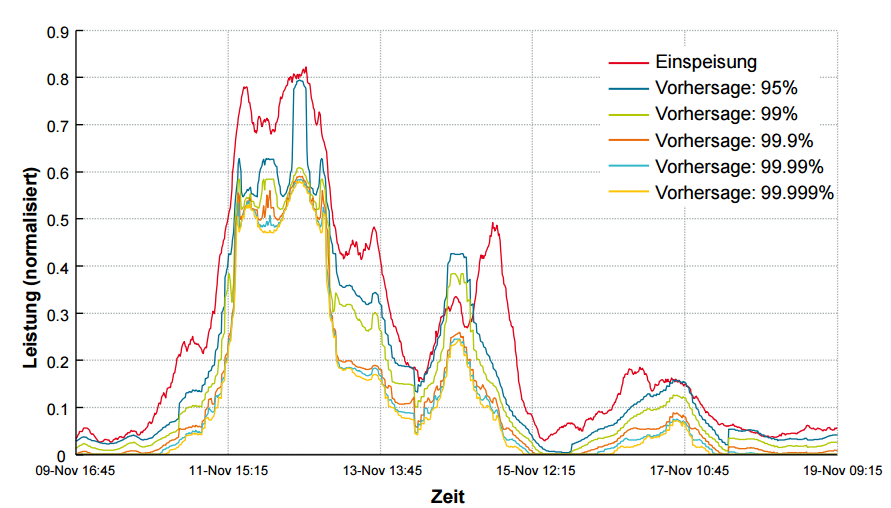 0.9
0.8
0.7
0.6
0.5
0.4
0.3
0.2
0.1
0
Leistung (normalisiert)
Einspeisung
Vorhersage: 95%
Vorhersage: 99%
Vorhersage: 99.9%
Vorhersage: 99.99%
Vorhersage: 99.999%
09-Nov 16:45 11-Nov 15:15 13-Nov 13:45 15-Nov 12:15 17-Nov 10:45 19-Nov 09:15
Zeit